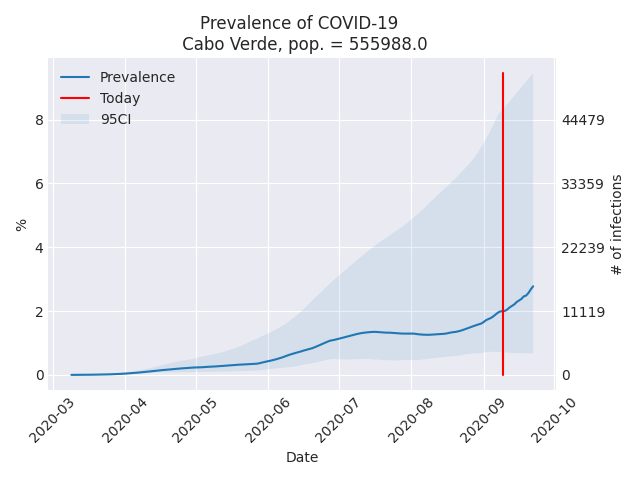 Prevalence of COVID-19
Cabo Verde, pop. = 555988.0
Prevalence
Today
95CI
%
8
6
4
2
0
44479
33359
22239
11119
0
# of infections
2020-03
2020-04
2020-05
2020-06
2020-07
2020-08
2020-09
2020-10
Date